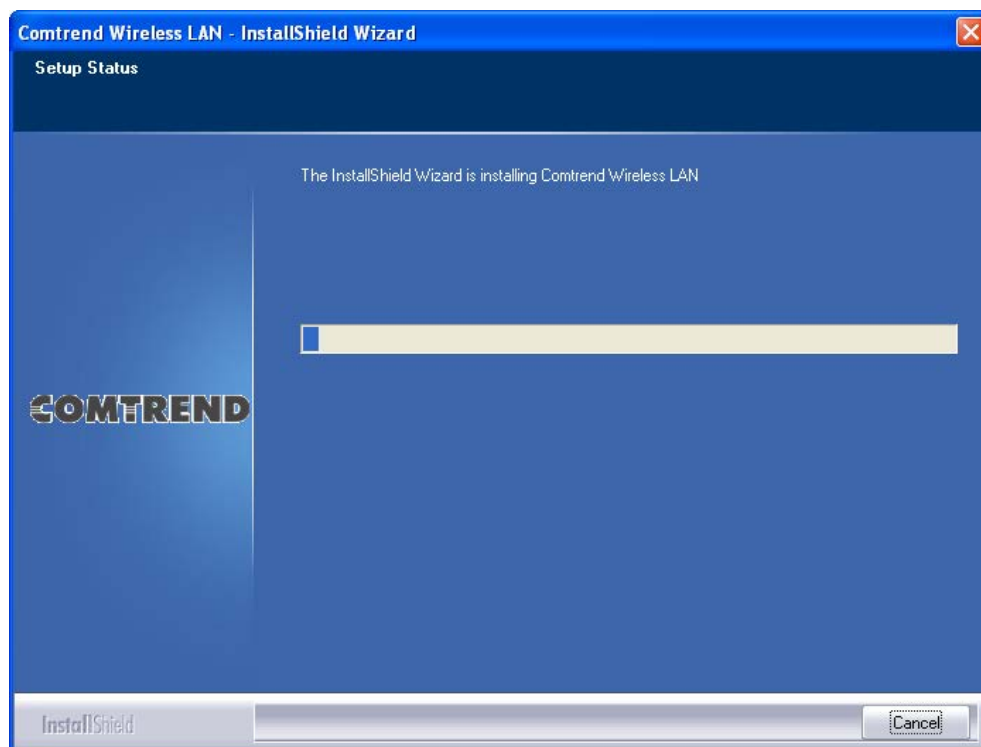 Comtrend Wireless LAN - InstallShield Wizard
Setup Status
The InstallShield Wizard is installing Comtrend Wireless LAN
COMTREND
InstallShield
Cancel